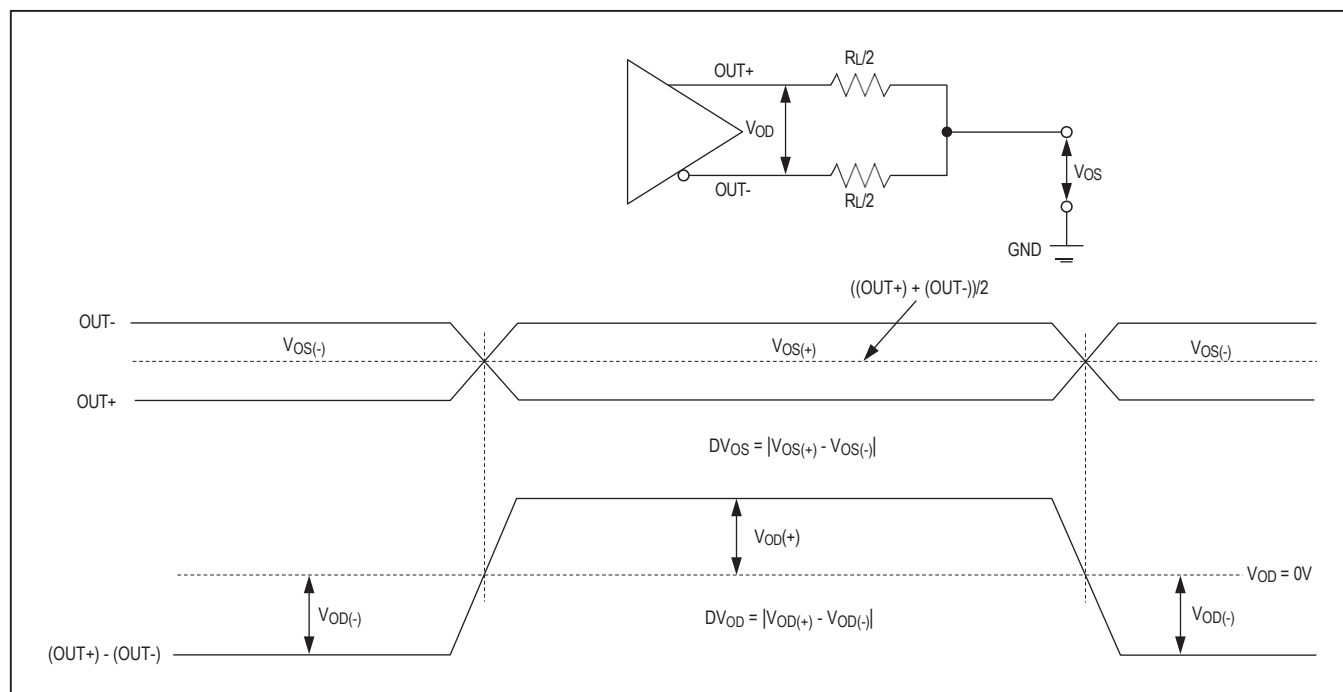 OUT+
RL/2
VOD
OUT-
RL/2
VOS
GND
((OUT+) + (OUT-))/2
OUT-
VOS(-)
VOS(+)
VOS(-)
OUT+
DVOS = |VOS(+) - VOS(-)|
VOD(+)
VOD = 0V
VOD(-)
DVOD = |VOD(+) - VOD(-)|
VOD(-)
(OUT+) - (OUT-)